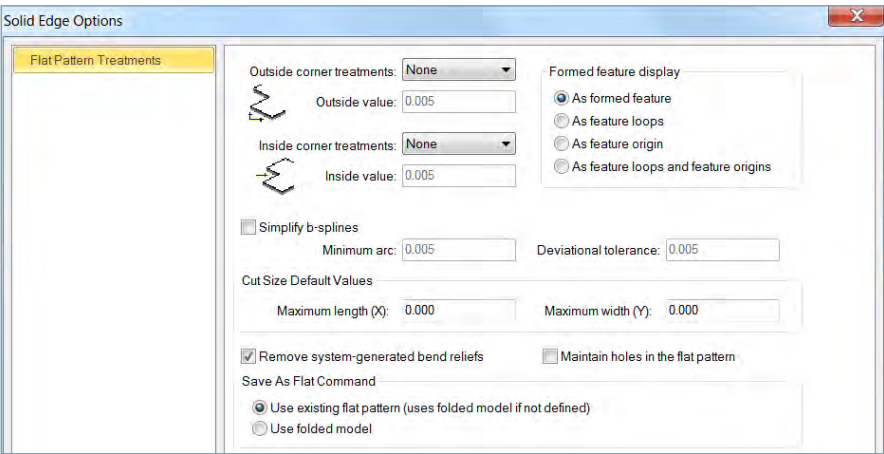 Solid Edge Options
Flat Pattern Treatments
Outside corner treatments: None
Outside value: 0.005
Inside corner treatments: None
Inside value: 0.005
Formed feature display
As formed feature
As feature loops
As feature origin
As feature loops and feature origins
Simplify b-splines
Minimum arc: 0.005 Deviational tolerance: 0.005
Cut Size Default Values
Maximum length (X): 0.000 Maximum width (Y): 0.000
Remove system-generated bend reliefs Maintain holes in the flat pattern
Save As Flat Command
Use existing flat pattern (uses folded model if not defined)
Use folded model